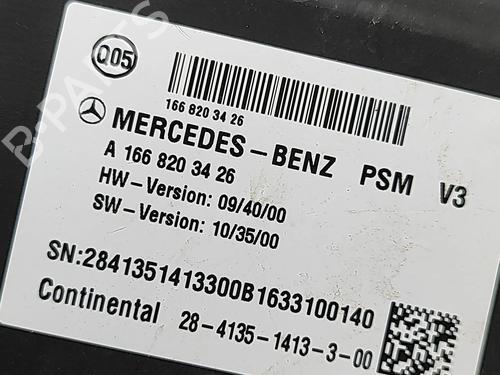 Q05
166 820 34 26
MERCEDES-BENZ PSM V3
A 166 820 34 26
HW-Version: 09/40/00
SW-Version: 10/35/00
SN:2841351413300B1633100140
Continental 28-4135-1413-3-00
B-PARTS